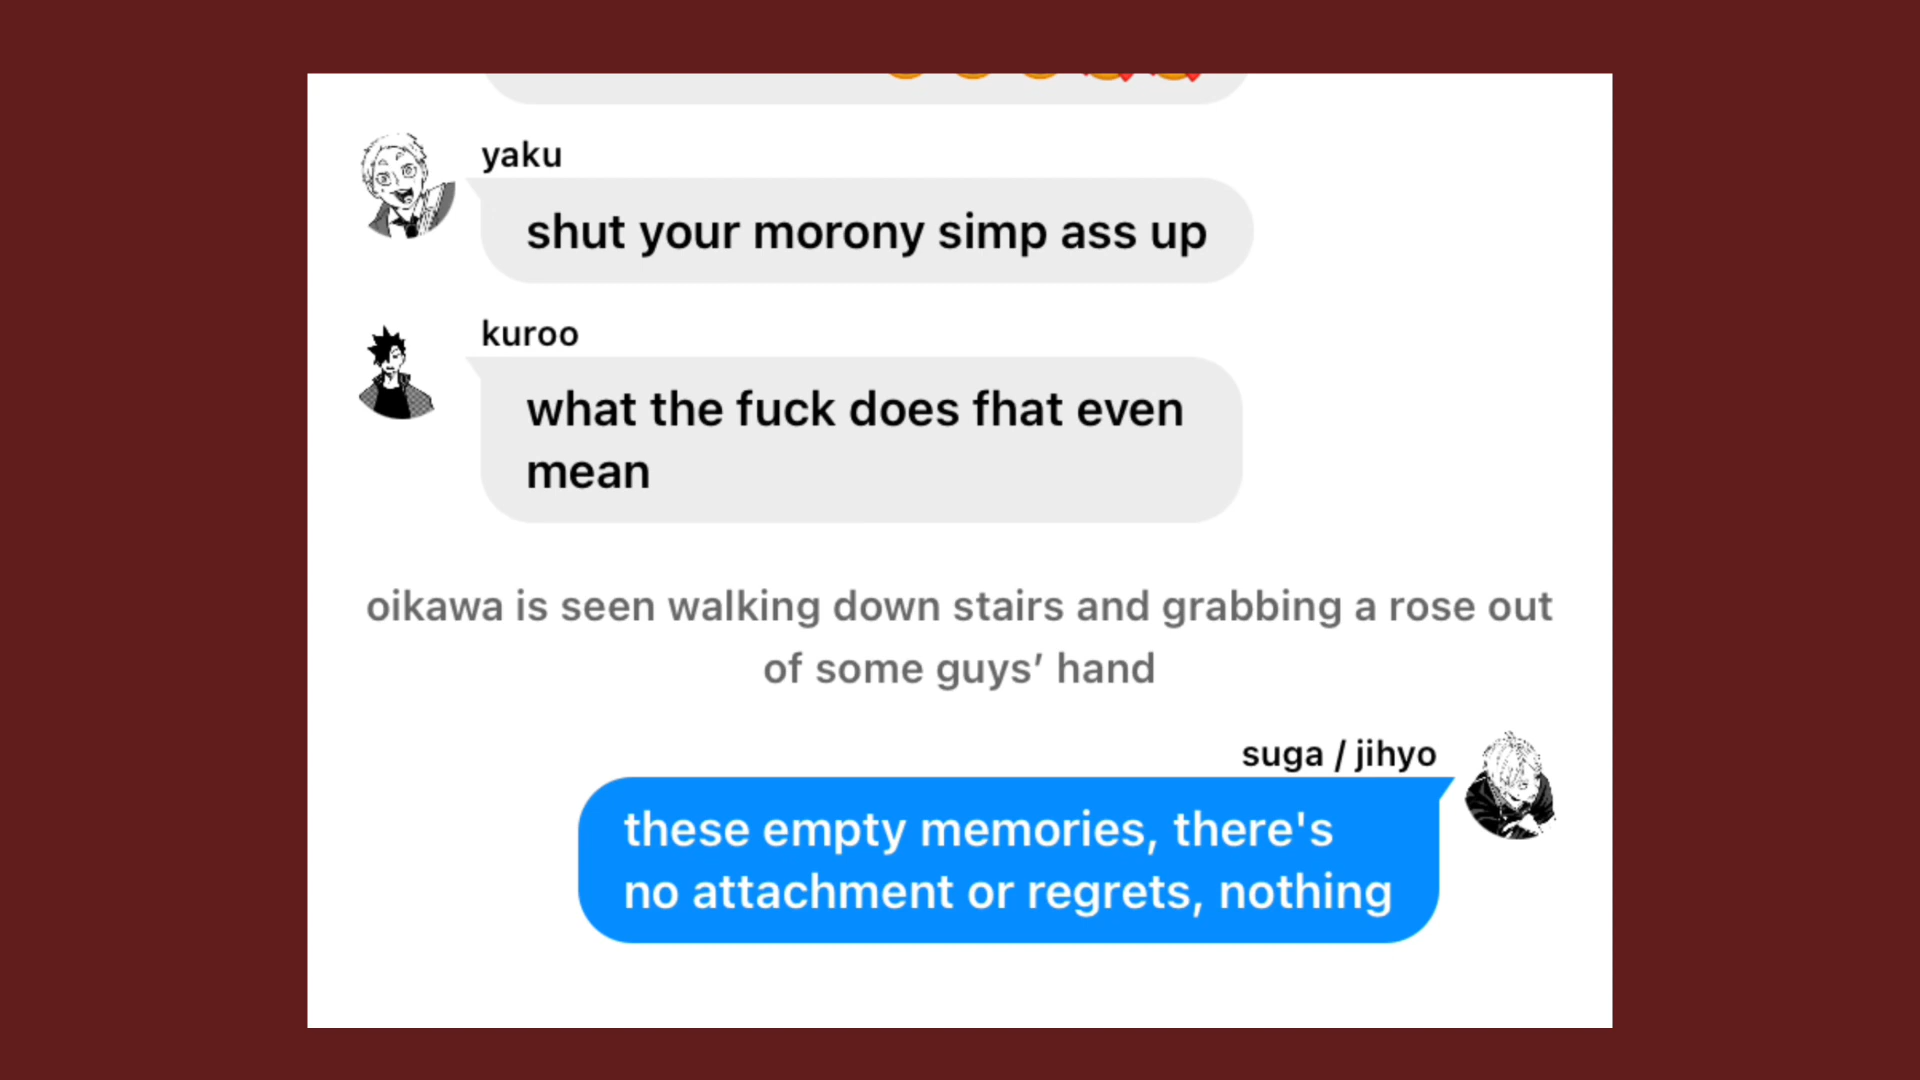 yaku
shut your morony simp ass up
kuroo
what the fuck does fhat even
mean
oikawa is seen walking down stairs and grabbing a rose out
of some guys’ hand
suga / jihyo
these empty memories, there's
no attachment or regrets, nothing